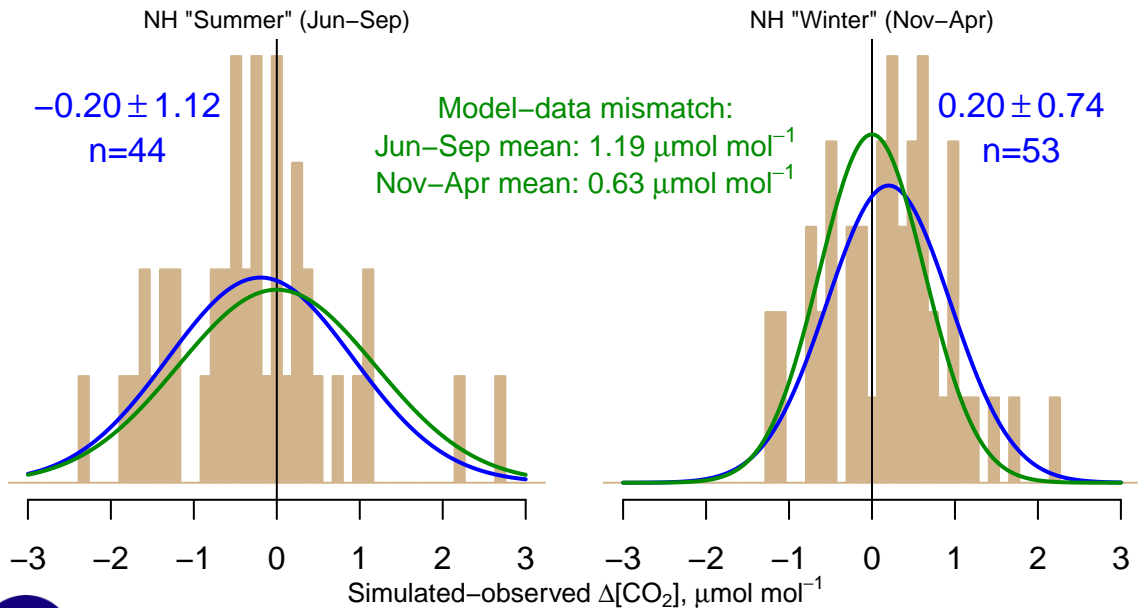 NH "Summer" (Jun−Sep)
−0.20 ± 1.12
n=44
Model−data mismatch:
Jun−Sep mean: 1.19 μmol mol⁻¹
Nov−Apr mean: 0.63 μmol mol⁻¹
NH "Winter" (Nov−Apr)
0.20 ± 0.74
n=53
−3 −2 −1 0 1 2 3
−3 −2 −1 0 1 2 3
Simulated−observed Δ[CO₂], μmol mol⁻¹